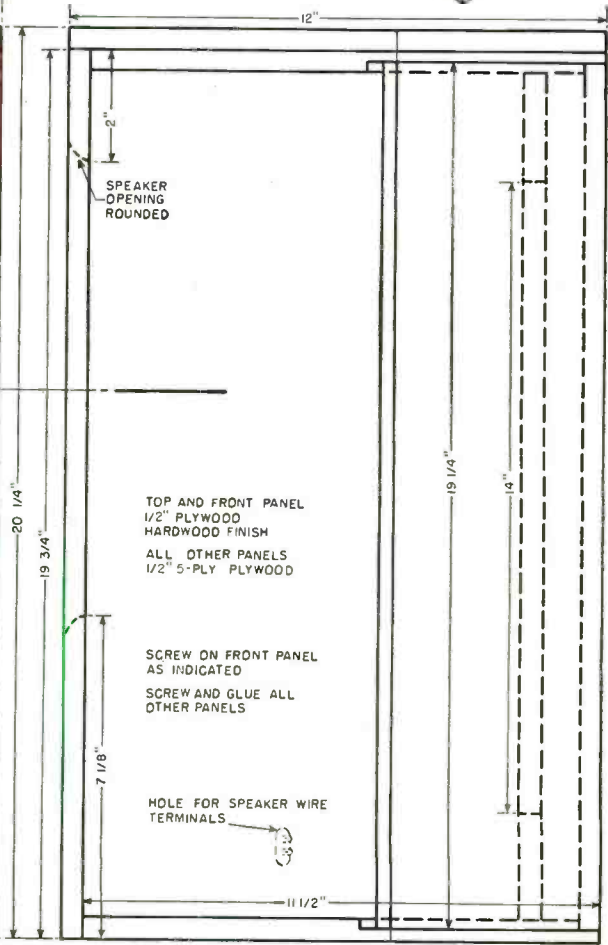 12"
2"
SPEAKER
OPENING
ROUNDED
20 1/4"
19 3/4"
19 1/4"
14"
TOP AND FRONT PANEL
1/2" PLYWOOD
HARDWOOD FINISH
ALL OTHER PANELS
1/2" 5-PLY PLYWOOD
SCREW ON FRONT PANEL
AS INDICATED
SCREW AND GLUE ALL
OTHER PANELS
7 1/8"
HOLE FOR SPEAKER WIRE
TERMINALS
11 1/2"